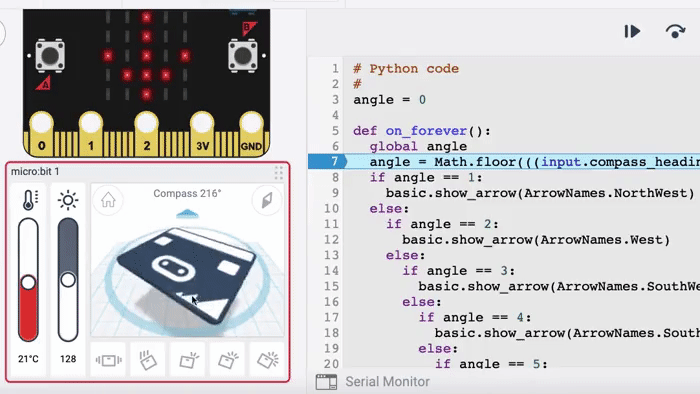 A
B
0
1
2
3V
GND
micro:bit 1
Compass 216°
21°C
128
1 # Python code
2 #
3 angle = 0
4
5 def on_forever():
6 global angle
7 angle = Math.floor(((input.compass_headin
8 if angle == 1:
9 basic.show_arrow(ArrowNames.NorthWest)
10 else:
11 if angle == 2:
12 basic.show_arrow(ArrowNames.West)
13 else:
14 if angle == 3:
15 basic.show_arrow(ArrowNames.SouthWe
16 else:
17 if angle == 4:
18 basic.show_arrow(ArrowNames.Sout
19 else:
20 if angle == 5:
Serial Monitor